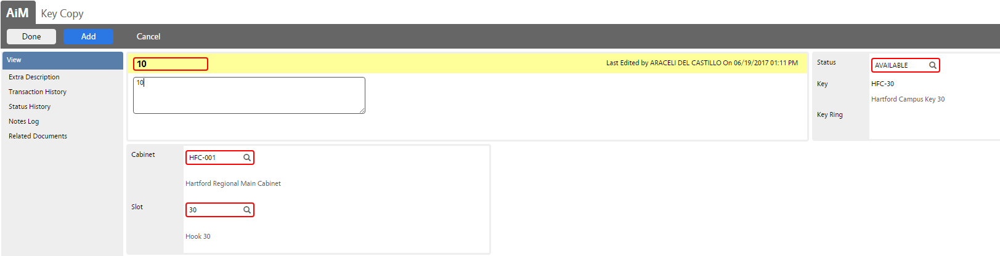 AiM Key Copy
Done Add Cancel
View
Extra Description
Transaction History
Status History
Notes Log
Related Documents
10 Last Edited by ARACELI DEL CASTILLO On 06/19/2017 01:11 PM
10
Status AVAILABLE
Key HFC-30
Hartford Campus Key 30
Key Ring
Cabinet HFC-001
Hartford Regional Main Cabinet
Slot 30
Hook 30